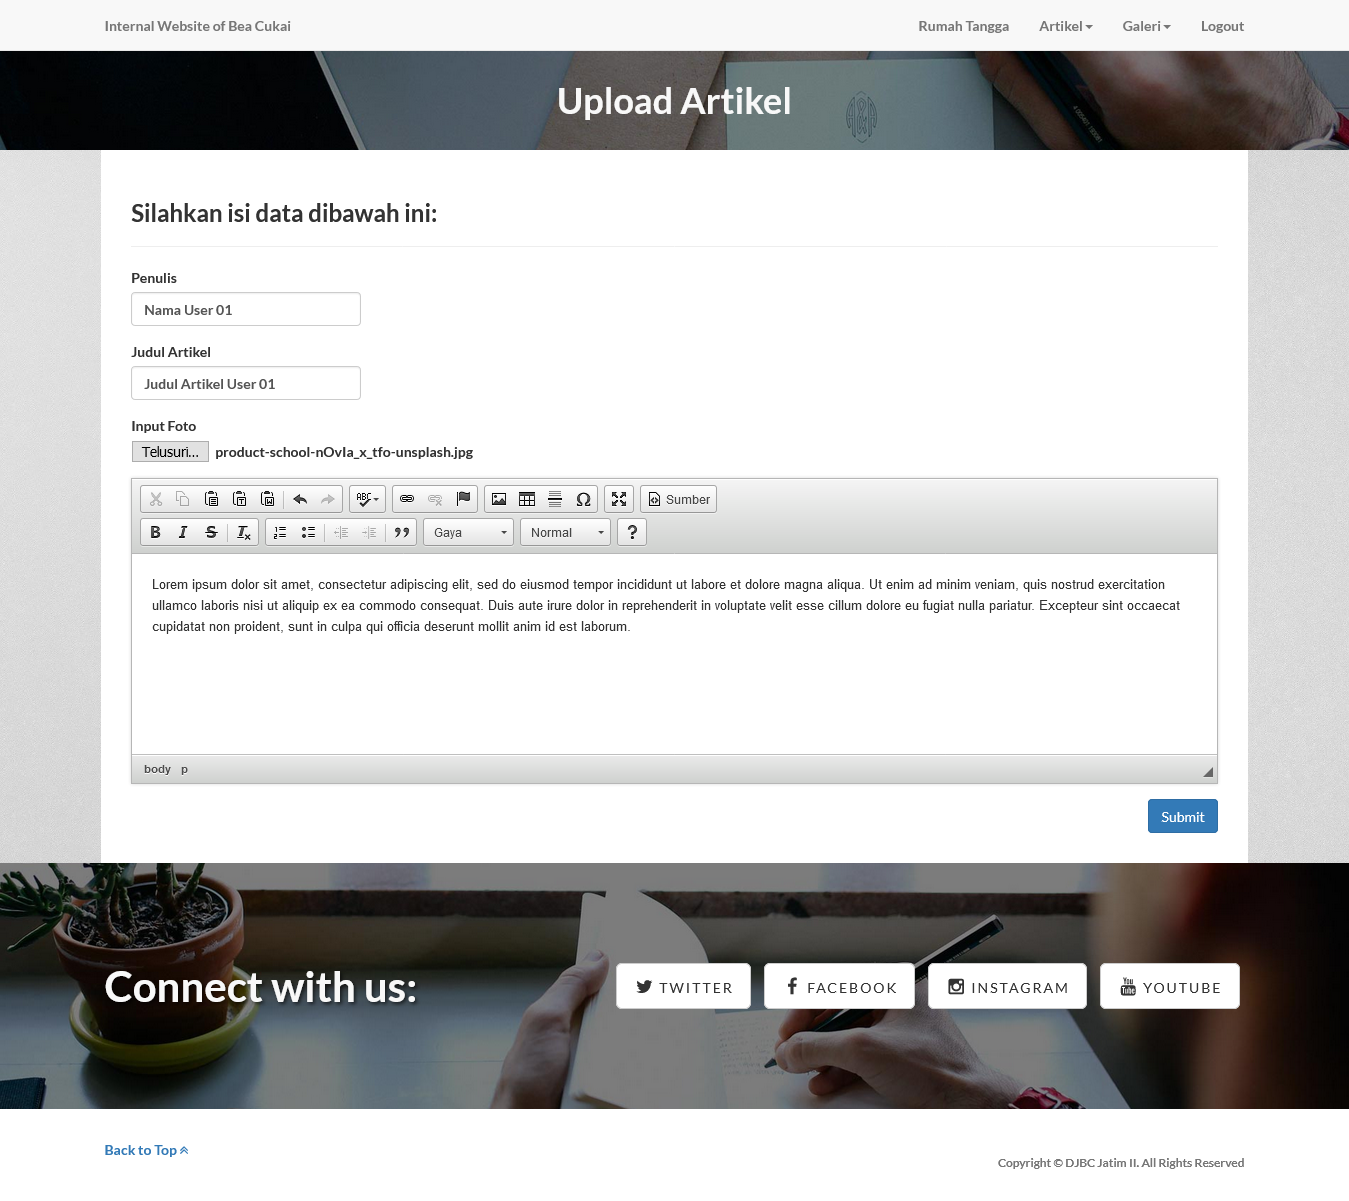 Internal Website of Bea Cukai
Rumah Tangga Artikel Galeri Logout
Upload Artikel
Silahkan isi data dibawah ini:
Penulis
Nama User 01
Judul Artikel
Judul Artikel User 01
Input Foto
Telusuri... product-school-nOvIa_x_tfo-unsplash.jpg
ABC Ω Sumber
B I S Ix Gaya Normal ?
Lorem ipsum dolor sit amet, consectetur adipiscing elit, sed do eiusmod tempor incididunt ut labore et dolore magna aliqua. Ut enim ad minim veniam, quis nostrud exercitation
ullamco laboris nisi ut aliquip ex ea commodo consequat. Duis aute irure dolor in reprehenderit in voluptate velit esse cillum dolore eu fugiat nulla pariatur. Excepteur sint occaecat
cupidatat non proident, sunt in culpa qui officia deserunt mollit anim id est laborum.
body p
Submit
Connect with us:
TWITTER FACEBOOK INSTAGRAM YOUTUBE
Back to Top
Copyright © DJBC Jatim II. All Rights Reserved